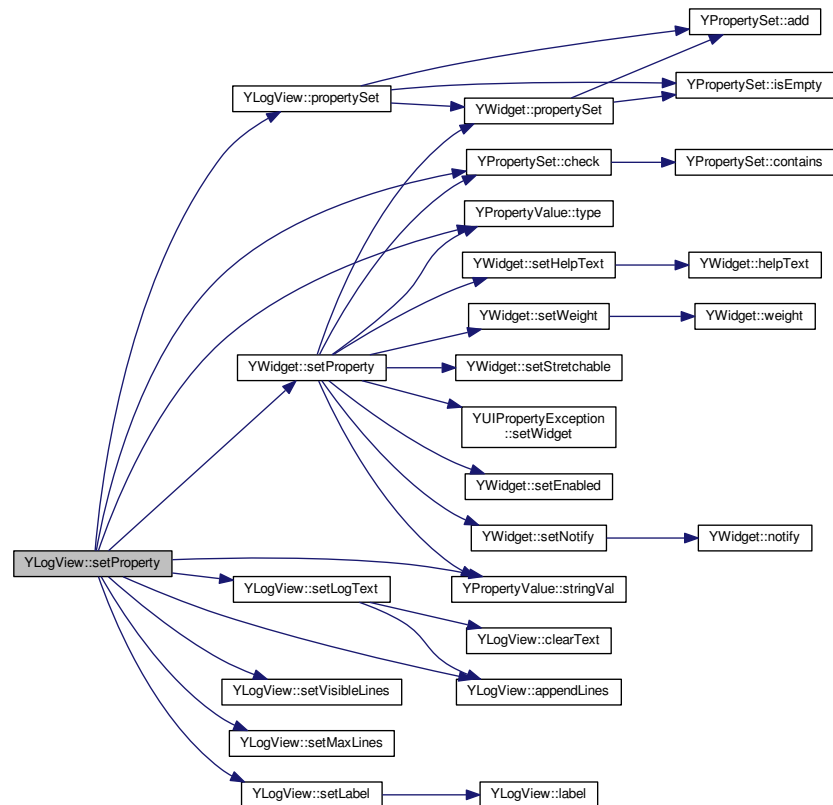 YPropertySet::add
YLogView::propertySet
YPropertySet::isEmpty
YWidget::propertySet
YPropertySet::check
YPropertySet::contains
YPropertyValue::type
YWidget::setHelpText
YWidget::helpText
YWidget::setWeight
YWidget::weight
YWidget::setProperty
YWidget::setStretchable
YUIPropertyException
::setWidget
YWidget::setEnabled
YWidget::setNotify
YWidget::notify
YLogView::setProperty
YLogView::setLogText
YPropertyValue::stringVal
YLogView::clearText
YLogView::setVisibleLines
YLogView::appendLines
YLogView::setMaxLines
YLogView::setLabel
YLogView::label